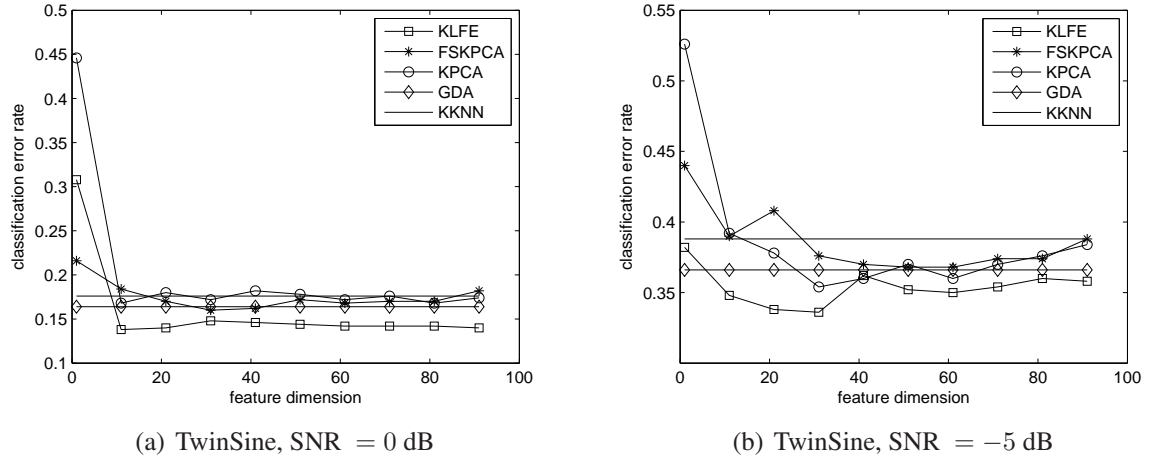 0.5
0.45
0.4
0.35
0.3
0.25
0.2
0.15
0.1
classification error rate
0 20 40 60 80 100
feature dimension
KLFE
FSKPCA
KPCA
GDA
KKNN
(a) TwinSine, SNR = 0 dB
0.55
0.5
0.45
0.4
0.35
classification error rate
0 20 40 60 80 100
feature dimension
KLFE
FSKPCA
KPCA
GDA
KKNN
(b) TwinSine, SNR = −5 dB